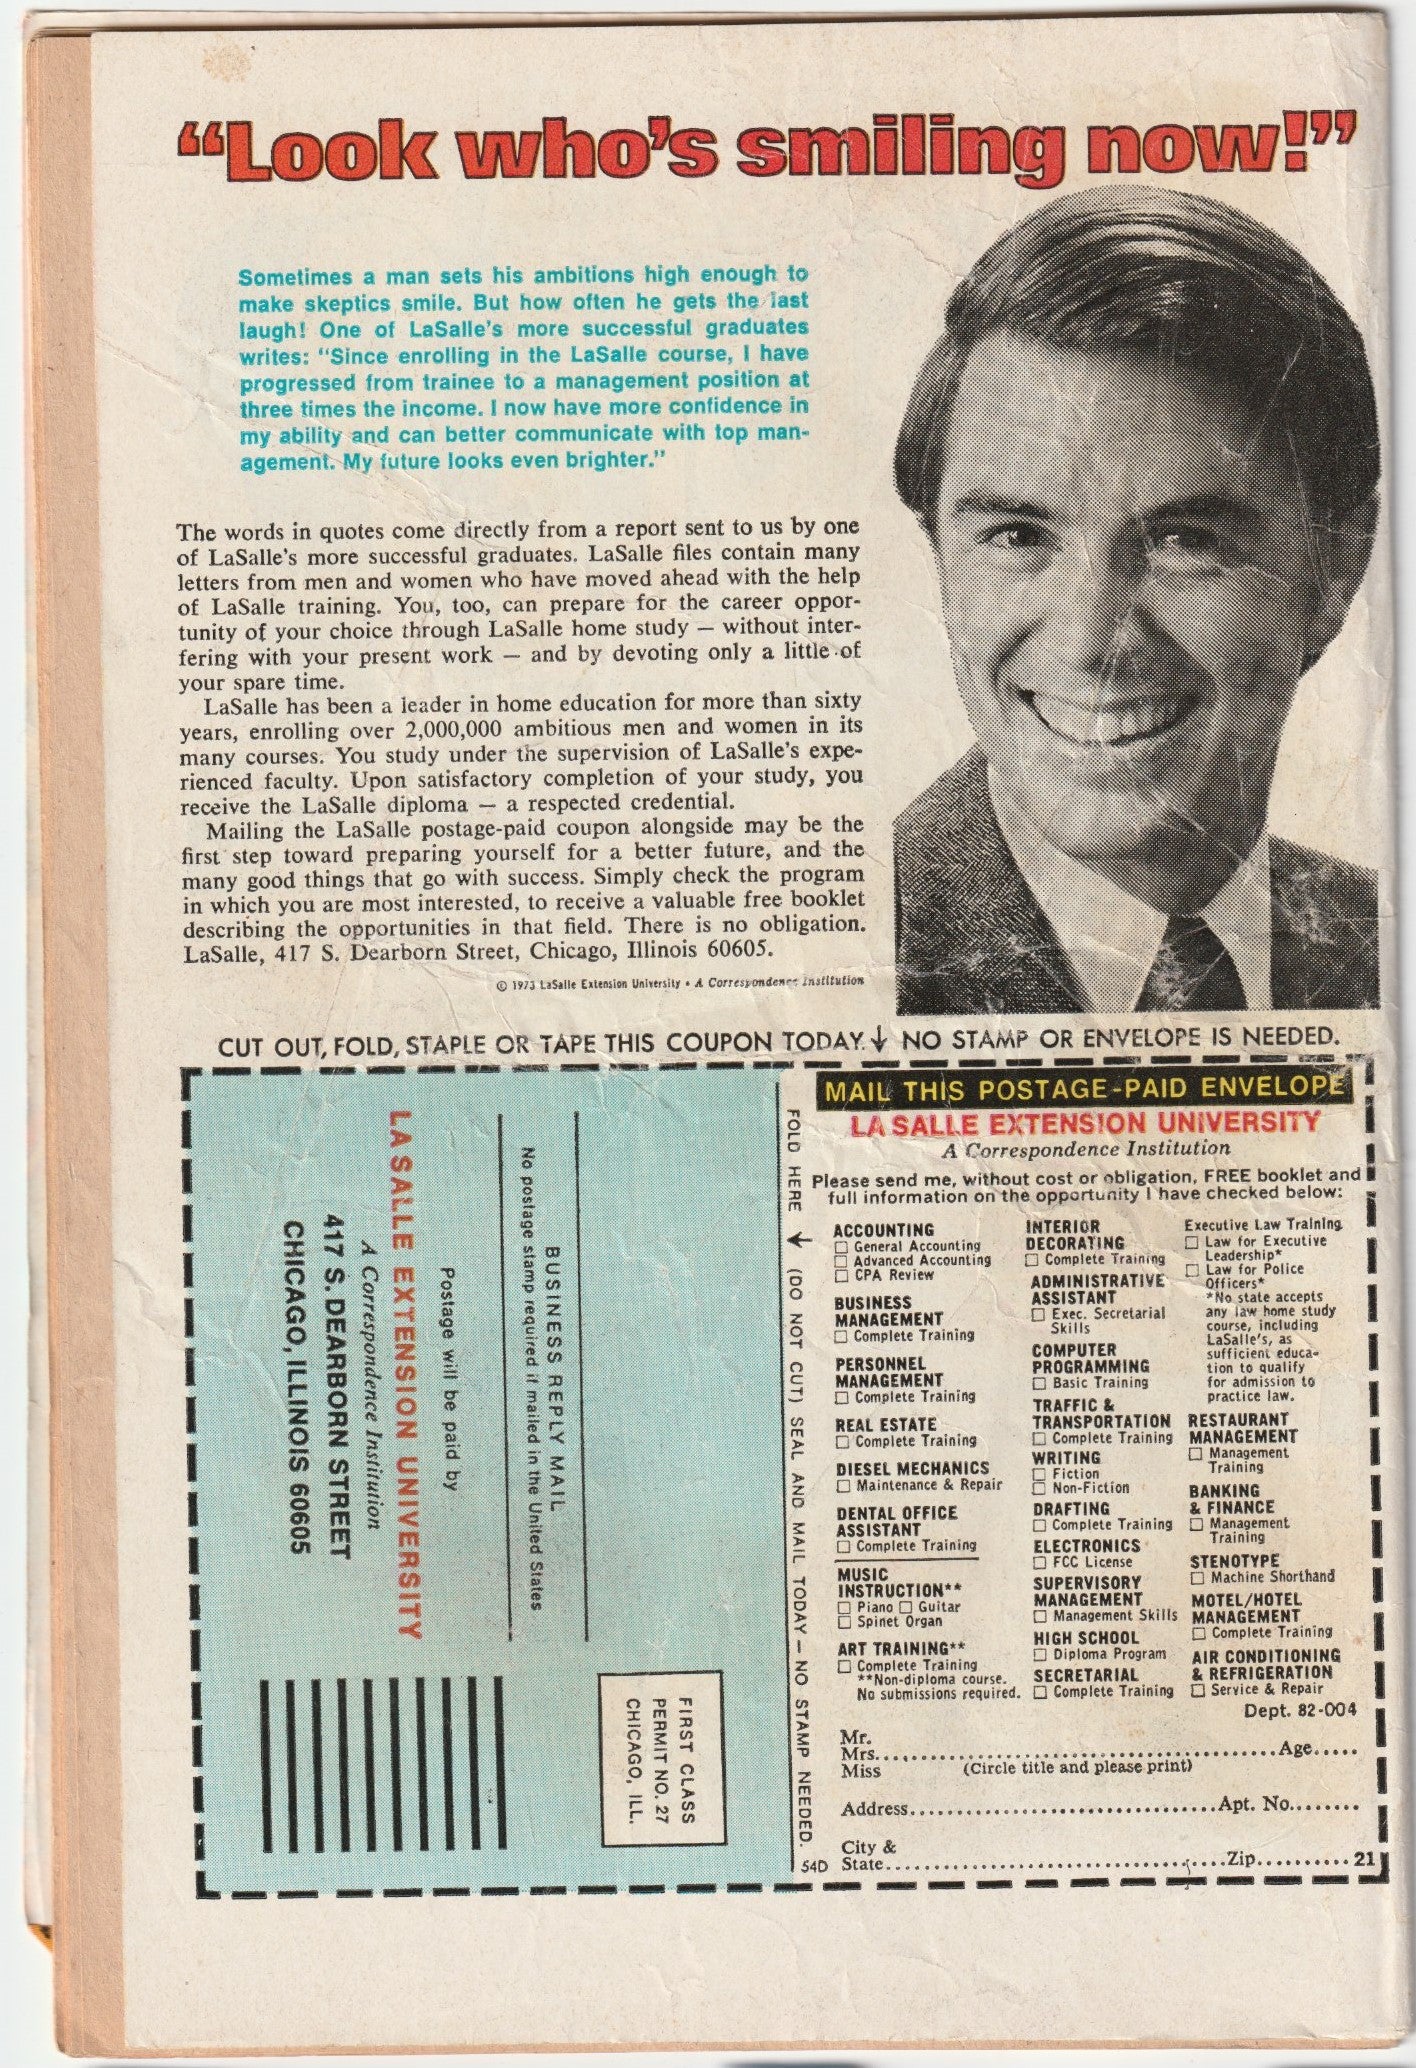 “Look who’s smiling now!”
Sometimes a man sets his ambitions high enough to
make skeptics smile. But how often he gets the last
laugh! One of LaSalle’s more successful graduates
writes: “Since enrolling in the LaSalle course, I have
progressed from trainee to a management position at
three times the income. I now have more confidence in
my ability and can better communicate with top man-
agement. My future looks even brighter.”
The words in quotes come directly from a report sent to us by one
of LaSalle’s more successful graduates. LaSalle files contain many
letters from men and women who have moved ahead with the help
of LaSalle training. You, too, can prepare for the career oppor-
tunity of your choice through LaSalle home study — without inter-
fering with your present work — and by devoting only a little of
your spare time.
LaSalle has been a leader in home education for more than sixty
years, enrolling over 2,000,000 ambitious men and women in its
many courses. You study under the supervision of LaSalle’s expe-
rienced faculty. Upon satisfactory completion of your study, you
receive the LaSalle diploma — a respected credential.
Mailing the LaSalle postage-paid coupon alongside may be the
first step toward preparing yourself for a better future, and the
many good things that go with success. Simply check the program
in which you are most interested, to receive a valuable free booklet
describing the opportunities in that field. There is no obligation.
LaSalle, 417 S. Dearborn Street, Chicago, Illinois 60605.
© 1973 LaSalle Extension University • A Correspondence Institution
CUT OUT, FOLD, STAPLE OR TAPE THIS COUPON TODAY. ↓ NO STAMP OR ENVELOPE IS NEEDED.
FIRST CLASS
PERMIT NO. 27
CHICAGO, ILL.
BUSINESS REPLY MAIL
No postage stamp required if mailed in the United States
Postage will be paid by
LA SALLE EXTENSION UNIVERSITY
A Correspondence Institution
417 S. DEARBORN STREET
CHICAGO, ILLINOIS 60605
FOLD HERE → (DO NOT CUT) SEAL AND MAIL TODAY — NO STAMP NEEDED.
54D
MAIL THIS POSTAGE-PAID ENVELOPE
LA SALLE EXTENSION UNIVERSITY
A Correspondence Institution
Please send me, without cost or obligation, FREE booklet and
full information on the opportunity I have checked below:
ACCOUNTING
☐ General Accounting
☐ Advanced Accounting
☐ CPA Review
BUSINESS
MANAGEMENT
☐ Complete Training
PERSONNEL
MANAGEMENT
☐ Complete Training
REAL ESTATE
☐ Complete Training
DIESEL MECHANICS
☐ Maintenance & Repair
DENTAL OFFICE
ASSISTANT
☐ Complete Training
MUSIC
INSTRUCTION**
☐ Piano ☐ Guitar
☐ Spinet Organ
ART TRAINING**
☐ Complete Training
**Non-diploma course.
No submissions required.
INTERIOR
DECORATING
☐ Complete Training
ADMINISTRATIVE
ASSISTANT
☐ Exec. Secretarial
Skills
COMPUTER
PROGRAMMING
☐ Basic Training
TRAFFIC &
TRANSPORTATION
☐ Complete Training
WRITING
☐ Fiction
☐ Non-Fiction
DRAFTING
☐ Complete Training
ELECTRONICS
☐ FCC License
SUPERVISORY
MANAGEMENT
☐ Management Skills
HIGH SCHOOL
☐ Diploma Program
SECRETARIAL
☐ Complete Training
Executive Law Training
☐ Law for Executive
Leadership*
☐ Law for Police
Officers*
*No state accepts
any law home study
course, including
LaSalle’s, as
sufficient educa-
tion to qualify
for admission to
practice law.
RESTAURANT
MANAGEMENT
☐ Management
Training
BANKING
& FINANCE
☐ Management
Training
STENOTYPE
☐ Machine Shorthand
MOTEL/HOTEL
MANAGEMENT
☐ Complete Training
AIR CONDITIONING
& REFRIGERATION
☐ Service & Repair
Dept. 82-004
Mr.
Mrs. Age
Miss (Circle title and please print)
Address Apt. No.
City &
State Zip 21